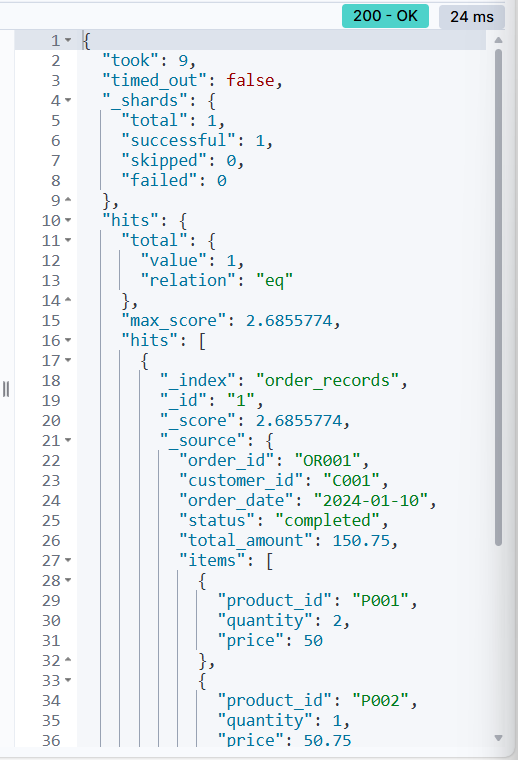 200 - OK 24 ms
1 {
2 "took": 9,
3 "timed_out": false,
4 "_shards": {
5 "total": 1,
6 "successful": 1,
7 "skipped": 0,
8 "failed": 0
9 },
10 "hits": {
11 "total": {
12 "value": 1,
13 "relation": "eq"
14 },
15 "max_score": 2.6855774,
16 "hits": [
17 {
18 "_index": "order_records",
19 "_id": "1",
20 "_score": 2.6855774,
21 "_source": {
22 "order_id": "OR001",
23 "customer_id": "C001",
24 "order_date": "2024-01-10",
25 "status": "completed",
26 "total_amount": 150.75,
27 "items": [
28 {
29 "product_id": "P001",
30 "quantity": 2,
31 "price": 50
32 },
33 {
34 "product_id": "P002",
35 "quantity": 1,
36 "price": 50.75